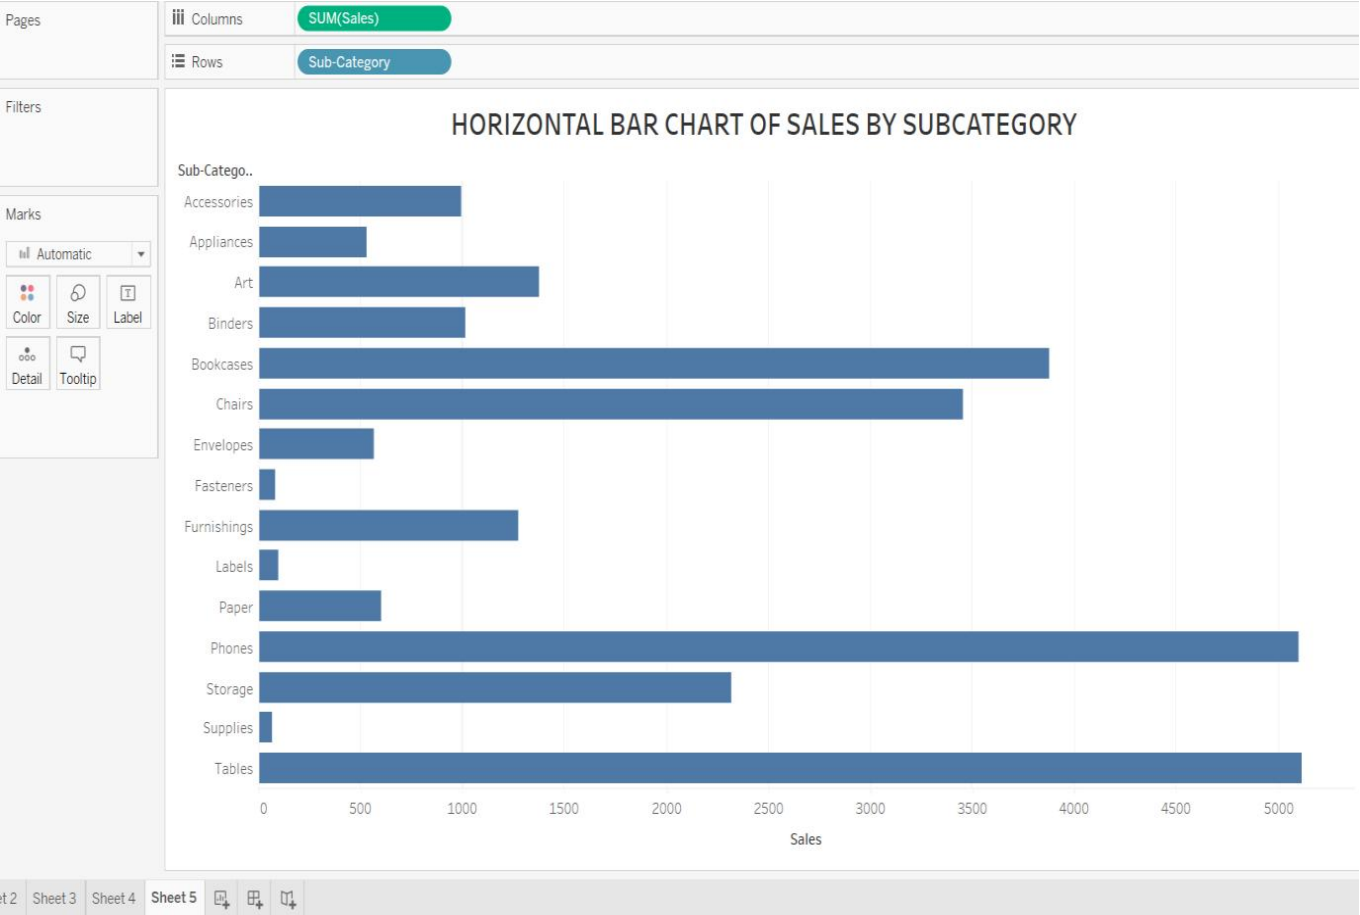 Pages
Columns
SUM(Sales)
Rows
Sub-Category
Filters
Marks
Automatic
Color
Size
Label
Detail
Tooltip
HORIZONTAL BAR CHART OF SALES BY SUBCATEGORY
Sub-Catego..
Accessories
Appliances
Art
Binders
Bookcases
Chairs
Envelopes
Fasteners
Furnishings
Labels
Paper
Phones
Storage
Supplies
Tables
0 500 1000 1500 2000 2500 3000 3500 4000 4500 5000
Sales
et 2 Sheet 3 Sheet 4 Sheet 5